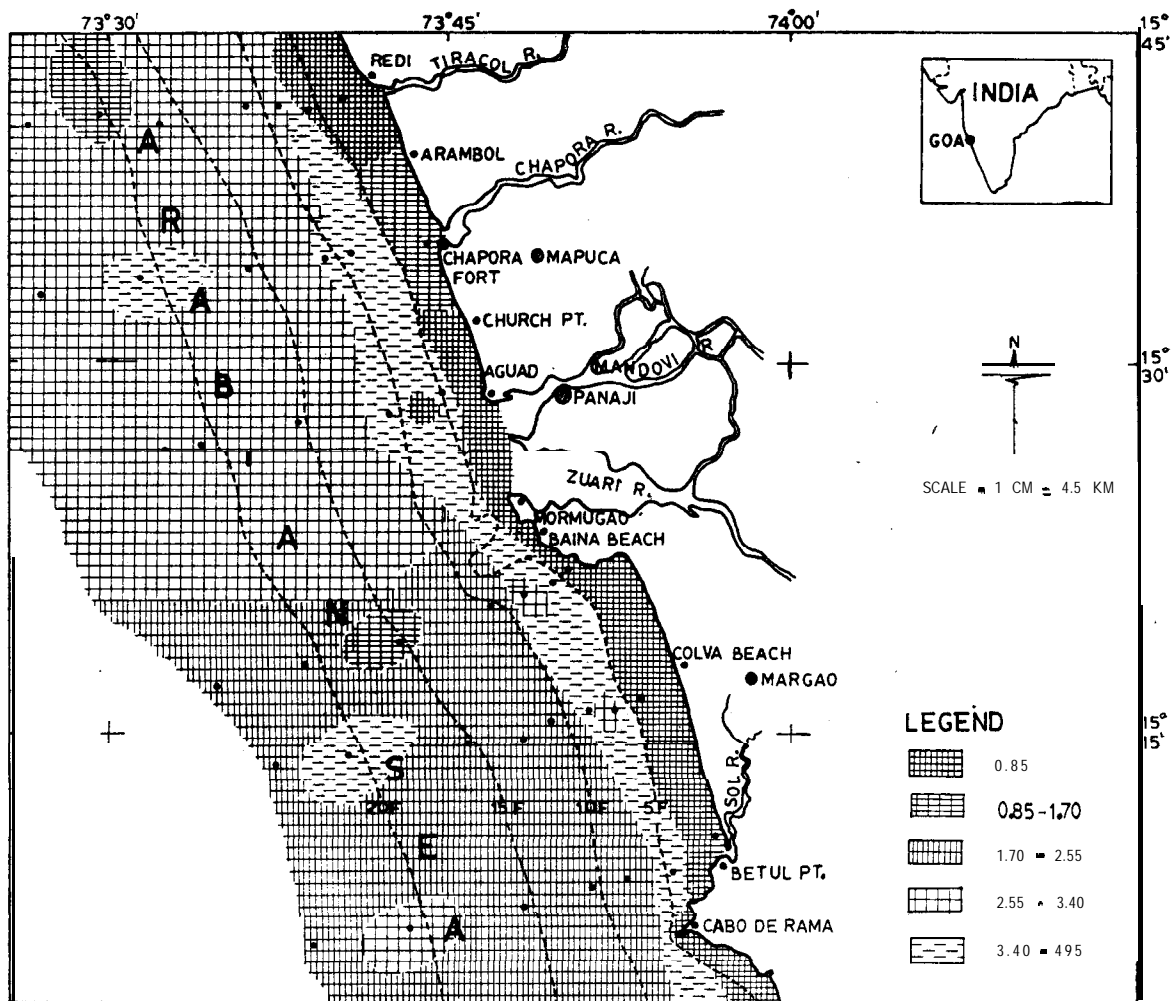 73°30'
73°45'
74°00'
15°
45'
REDI
TIRACOL R.
INDIA
GOA
A
ARAMBOL
CHAPORA R.
R
CHAPORA
FORT
MAPUCA
A
CHURCH PT.
N
15°
30'
B
AGUAD
MANDOVI R
PANAJI
I
ZUARI R.
SCALE = 1 CM = 4.5 KM
MORMUGAO
BAINA BEACH
A
N
COLVA BEACH
MARGAO
LEGEND
15°
15'
S
SOL R.
0.85
20F
15F
10F
5F
0.85-1.70
E
1.70 = 2.55
BETUL PT.
2.55 - 3.40
A
CABO DE RAMA
3.40 = 495